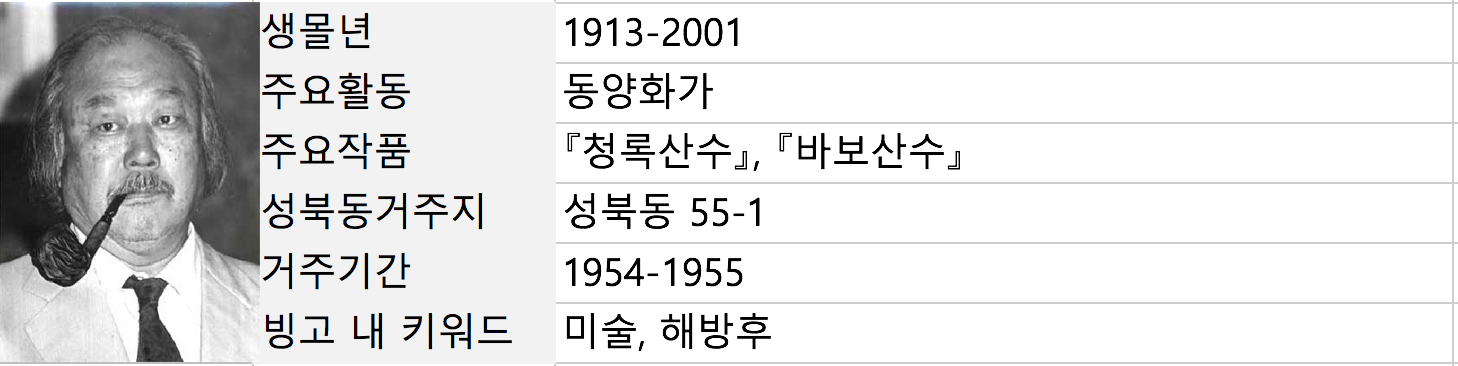 생몰년 1913-2001
주요활동 동양화가
주요작품 『청록산수』, 『바보산수』
성북동거주지 성북동 55-1
거주기간 1954-1955
빙고 내 키워드 미술, 해방후